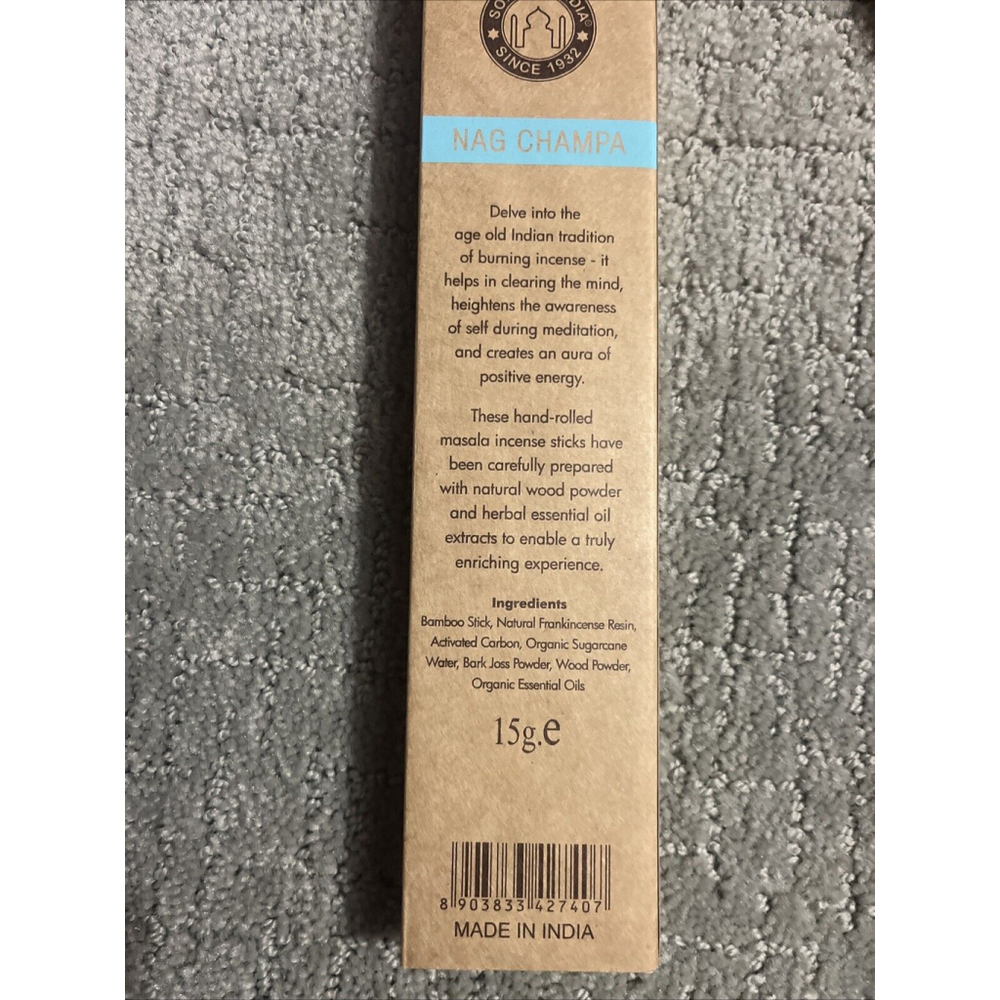 SINCE 1932
NAG CHAMPA
Delve into the
age old Indian tradition
of burning incense - it
helps in clearing the mind,
heightens the awareness
of self during meditation,
and creates an aura of
positive energy.
These hand-rolled
masala incense sticks have
been carefully prepared
with natural wood powder
and herbal essential oil
extracts to enable a truly
enriching experience.
Ingredients
Bamboo Stick, Natural Frankincense Resin,
Activated Carbon, Organic Sugarcane
Water, Bark Joss Powder, Wood Powder,
Organic Essential Oils
15g.e
8 903833 427407
MADE IN INDIA